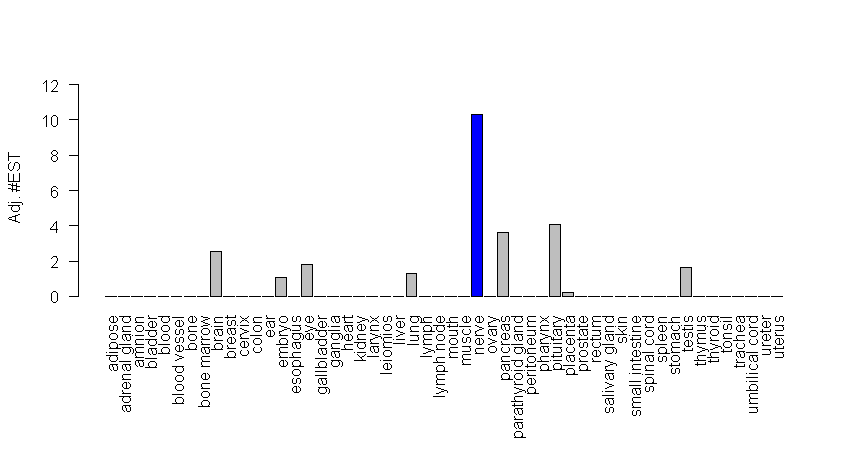 12
10
8
6
4
2
0
Adj. #EST
adipose
adrenal gland
amnion
bladder
blood
blood vessel
bone
bone marrow
brain
breast
cervix
colon
ear
embryo
esophagus
eye
gallbladder
ganglia
heart
kidney
larynx
leiomios
liver
lung
lymph
lymph node
mouth
muscle
nerve
ovary
pancreas
parathyroid gland
peritoneum
pharynx
pituitary
placenta
prostate
rectum
salivary gland
skin
small intestine
spinal cord
spleen
stomach
testis
thymus
thyroid
tonsil
trachea
umbilical cord
ureter
uterus